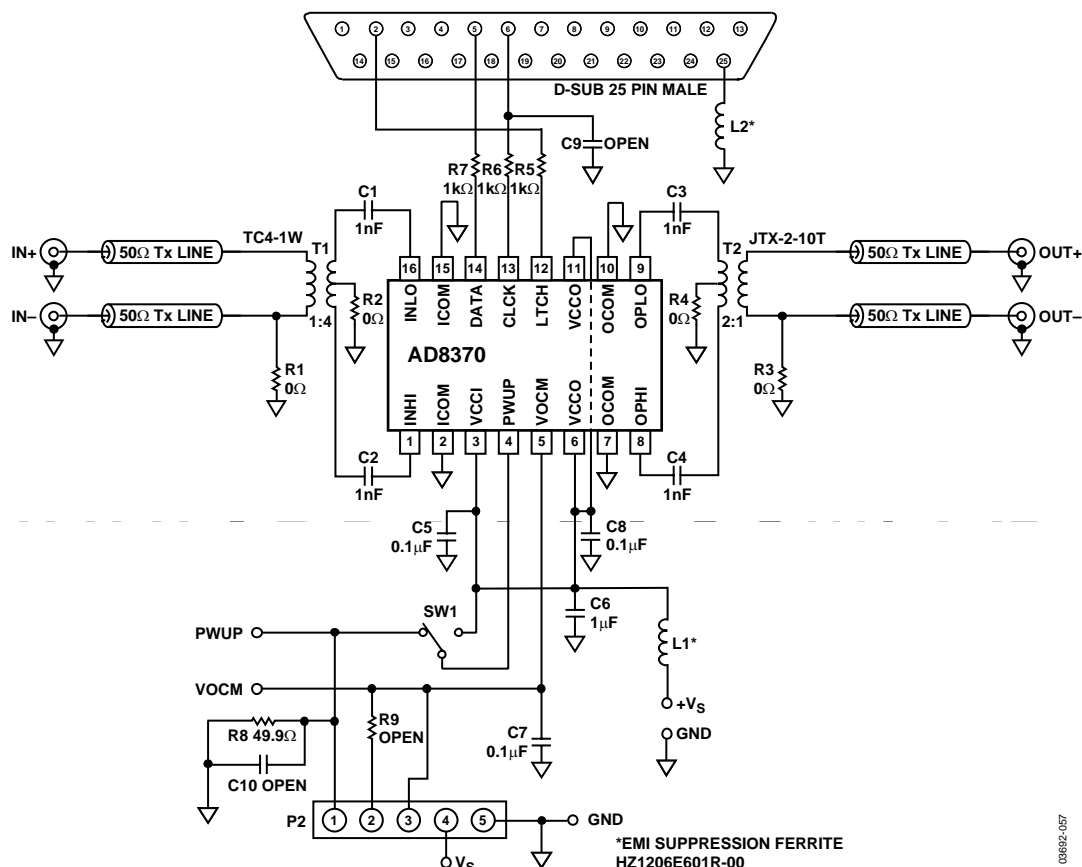 1 2 3 4 5 6 7 8 9 10 11 12 13
14 15 16 17 18 19 20 21 22 23 24 25
D-SUB 25 PIN MALE
L2*
C9 OPEN
R7 R6 R5
1kΩ 1kΩ 1kΩ
C1
1nF
C3
1nF
IN+
50Ω Tx LINE
TC4-1W
T1
T2
JTX-2-10T
50Ω Tx LINE
OUT+
16 15 14 13 12 11 10 9
INLO ICOM DATA CLCK LTCH VCCO OCOM OPLO
R2
0Ω
R4
0Ω
IN–
50Ω Tx LINE
1:4
2:1
50Ω Tx LINE
OUT–
AD8370
R1
0Ω
R3
0Ω
INHI ICOM VCCI PWUP VOCM VCCO OCOM OPHI
1 2 3 4 5 6 7 8
C2
1nF
C4
1nF
C5
0.1μF
C8
0.1μF
SW1
C6
1μF
PWUP
L1*
VOCM
+VS
R9
OPEN
R8 49.9Ω
C7
0.1μF
GND
C10 OPEN
P2
1 2 3 4 5
GND
VS
*EMI SUPPRESSION FERRITE
HZ1206E601R-00
03692-057